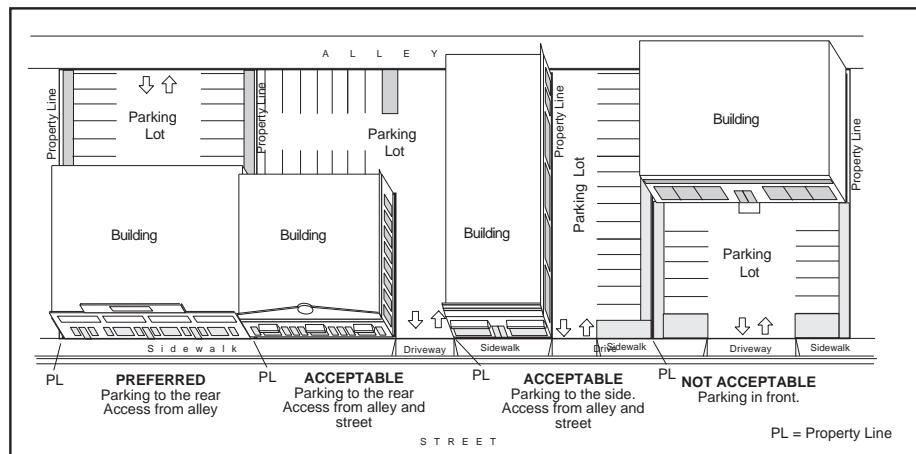 A L L E Y
Property Line
Parking
Lot
Property Line
Parking
Lot
Property Line
Parking Lot
Building
Property Line
Building
Building
Building
Parking
Lot
Sidewalk
Driveway
Sidewalk
Drive
Sidewalk
Driveway
Sidewalk
PL
PREFERRED
Parking to the rear
Access from alley
PL
ACCEPTABLE
Parking to the rear
Access from alley and
street
PL
ACCEPTABLE
Parking to the side.
Access from alley and
street
PL
NOT ACCEPTABLE
Parking in front.
PL = Property Line
S T R E E T